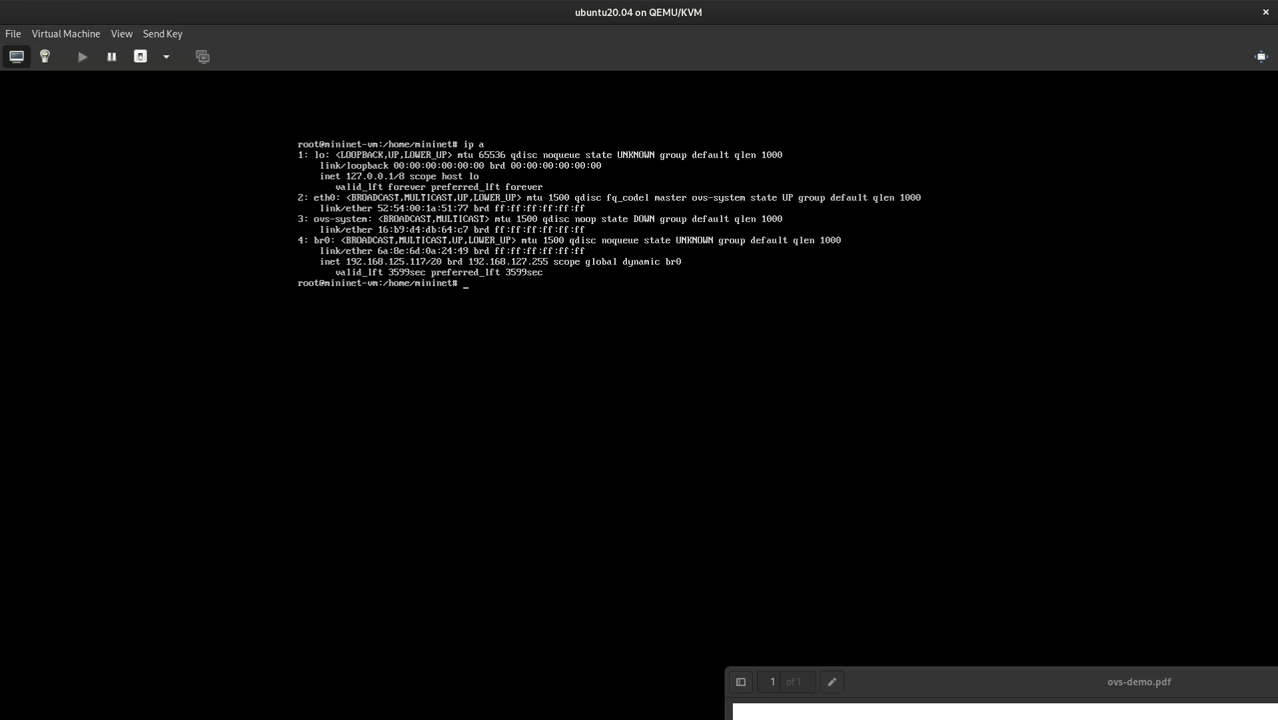 ubuntu20.04 on QEMU/KVM
File Virtual Machine View Send Key
root@mininet-vm:/home/mininet# ip a
1: lo: <LOOPBACK,UP,LOWER_UP> mtu 65536 qdisc noqueue state UNKNOWN group default qlen 1000
link/loopback 00:00:00:00:00:00 brd 00:00:00:00:00:00
inet 127.0.0.1/8 scope host lo
valid_lft forever preferred_lft forever
2: eth0: <BROADCAST,MULTICAST,UP,LOWER_UP> mtu 1500 qdisc fq_codel master ovs-system state UP group default qlen 1000
link/ether 52:54:00:1a:51:77 brd ff:ff:ff:ff:ff:ff
3: ovs-system: <BROADCAST,MULTICAST> mtu 1500 qdisc noop state DOWN group default qlen 1000
link/ether 16:b9:d4:db:64:c7 brd ff:ff:ff:ff:ff:ff
4: br0: <BROADCAST,MULTICAST,UP,LOWER_UP> mtu 1500 qdisc noqueue state UNKNOWN group default qlen 1000
link/ether 6a:8e:6d:0a:24:49 brd ff:ff:ff:ff:ff:ff
inet 192.168.125.117/20 brd 192.168.127.255 scope global dynamic br0
valid_lft 3599sec preferred_lft 3599sec
root@mininet-vm:/home/mininet# _
1 of 1 ovs-demo.pdf